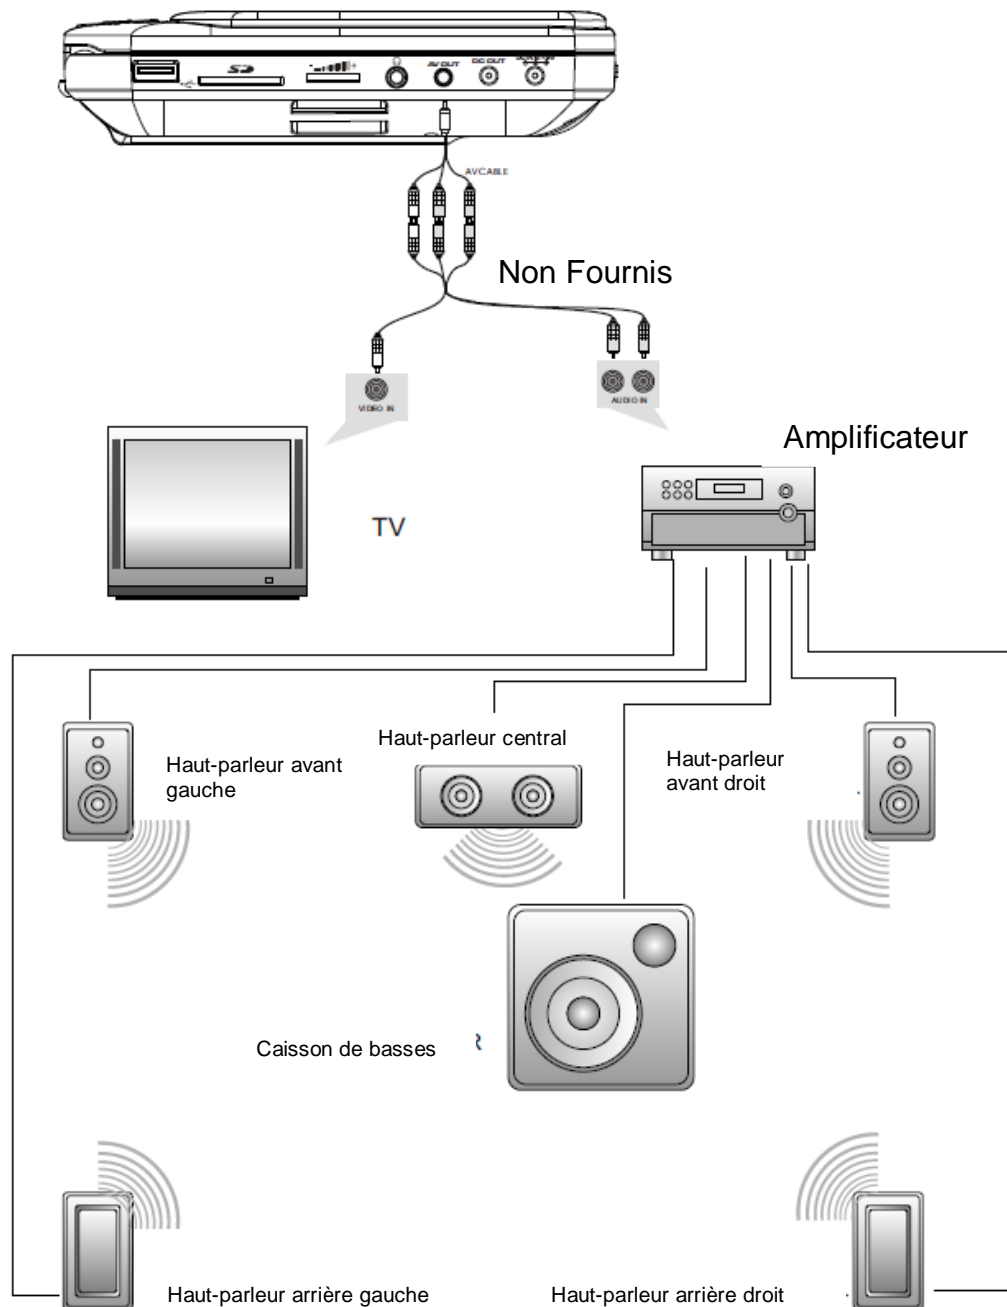 SD
AV OUT
DC OUT
AVCABLE
Non Fournis
VIDEO IN
AUDIO IN
Amplificateur
TV
Haut-parleur central
Haut-parleur avant
gauche
Haut-parleur
avant droit
Caisson de basses
R
Haut-parleur arrière gauche
Haut-parleur arrière droit